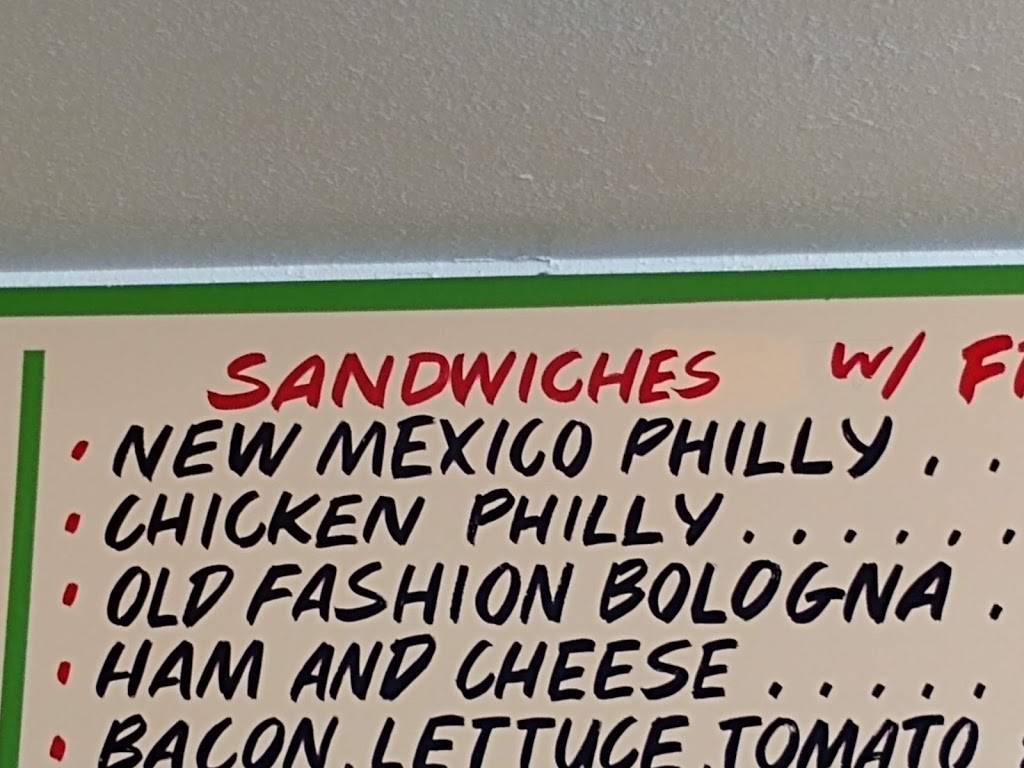 SANDWICHES w/
• NEW MEXICO PHILLY . .
• CHICKEN PHILLY . . . . . .
• OLD FASHION BOLOGNA .
• HAM AND CHEESE . . . . .
• BACON, LETTUCE, TOMATO